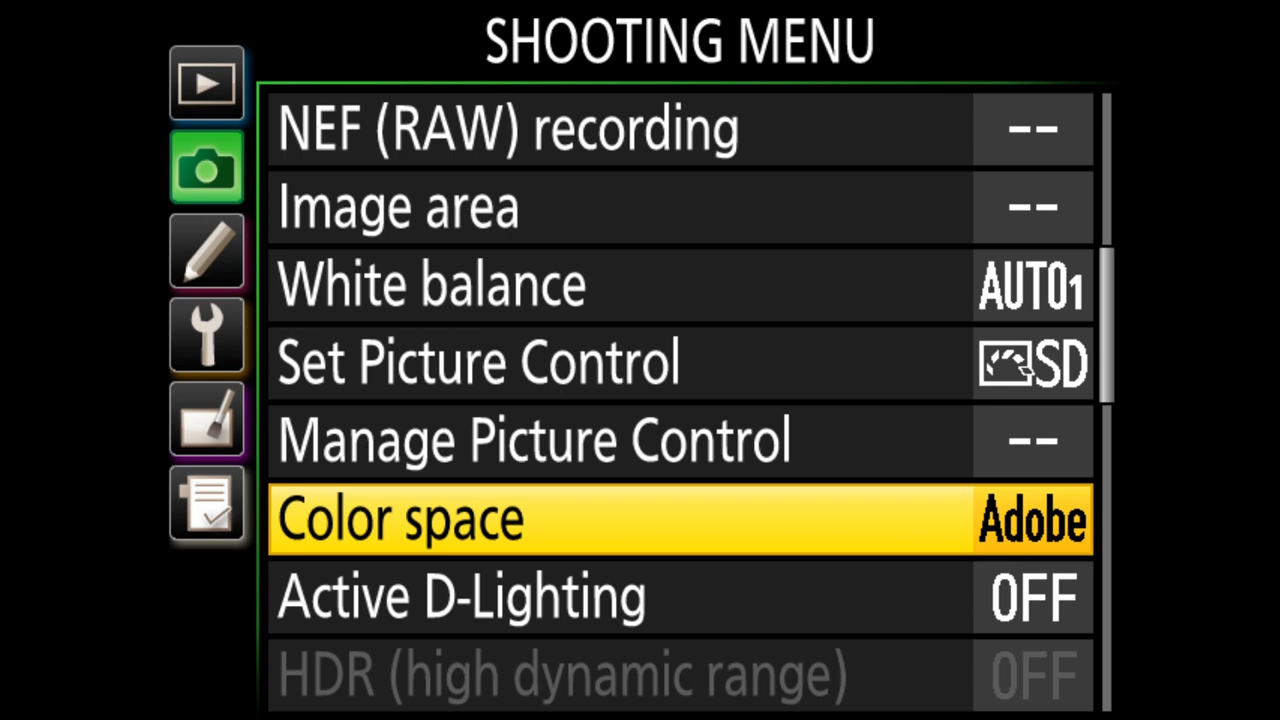 SHOOTING MENU
NEF (RAW) recording --
Image area --
White balance AUTO1
Set Picture Control SD
Manage Picture Control --
Color space Adobe
Active D-Lighting OFF
HDR (high dynamic range) OFF